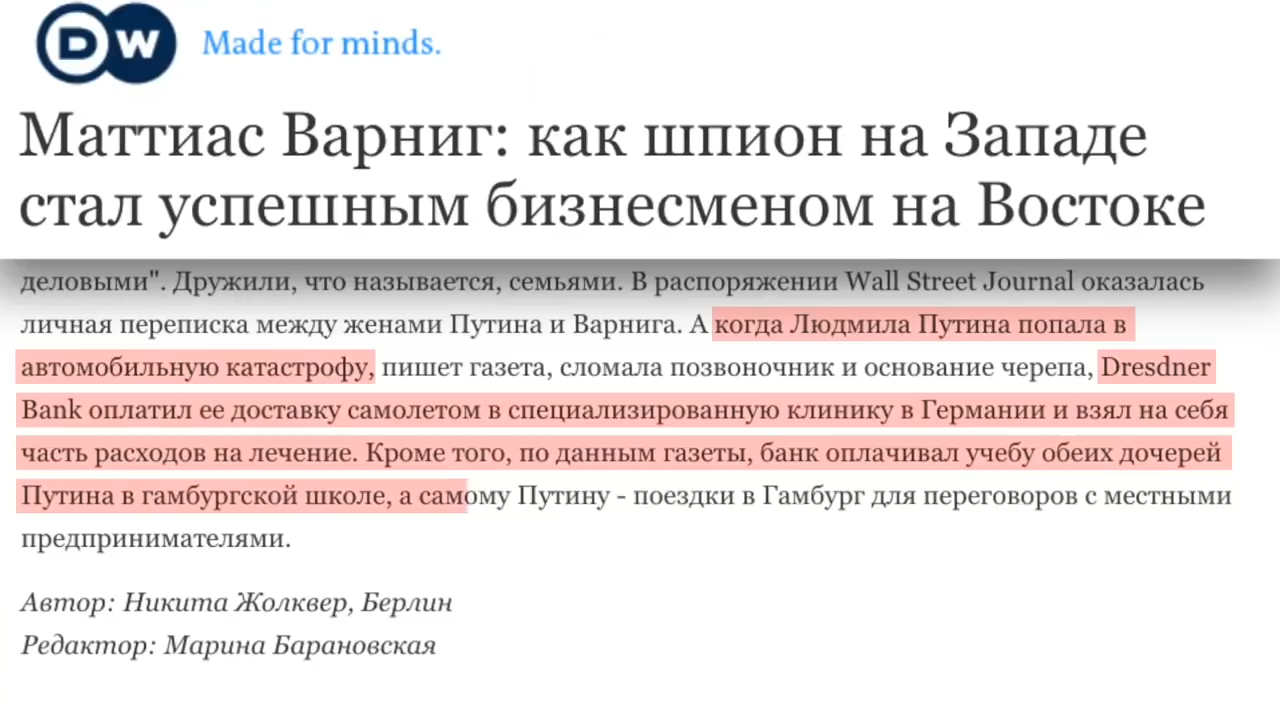 DW Made for minds.
Маттиас Варниг: как шпион на Западе
стал успешным бизнесменом на Востоке
деловыми". Дружили, что называется, семьями. В распоряжении Wall Street Journal оказалась
личная переписка между женами Путина и Варнига. А когда Людмила Путина попала в
автомобильную катастрофу, пишет газета, сломала позвоночник и основание черепа, Dresdner
Bank оплатил ее доставку самолетом в специализированную клинику в Германии и взял на себя
часть расходов на лечение. Кроме того, по данным газеты, банк оплачивал учебу обеих дочерей
Путина в гамбургской школе, а самому Путину - поездки в Гамбург для переговоров с местными
предпринимателями.
Автор: Никита Жолквер, Берлин
Редактор: Марина Барановская